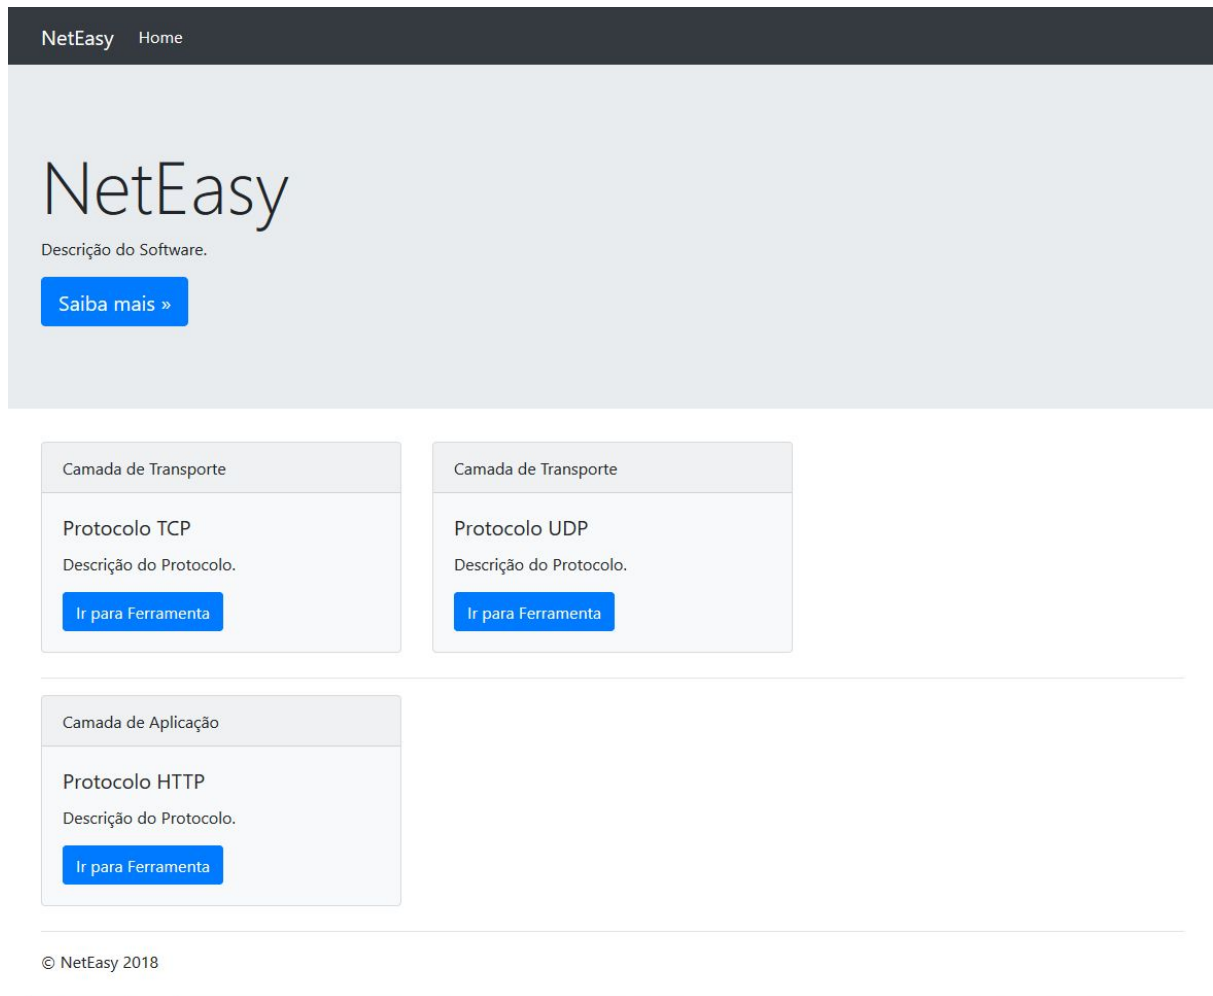 NetEasy Home
NetEasy
Descrição do Software.
Saiba mais »
Camada de Transporte
Protocolo TCP
Descrição do Protocolo.
Ir para Ferramenta
Camada de Transporte
Protocolo UDP
Descrição do Protocolo.
Ir para Ferramenta
Camada de Aplicação
Protocolo HTTP
Descrição do Protocolo.
Ir para Ferramenta
© NetEasy 2018